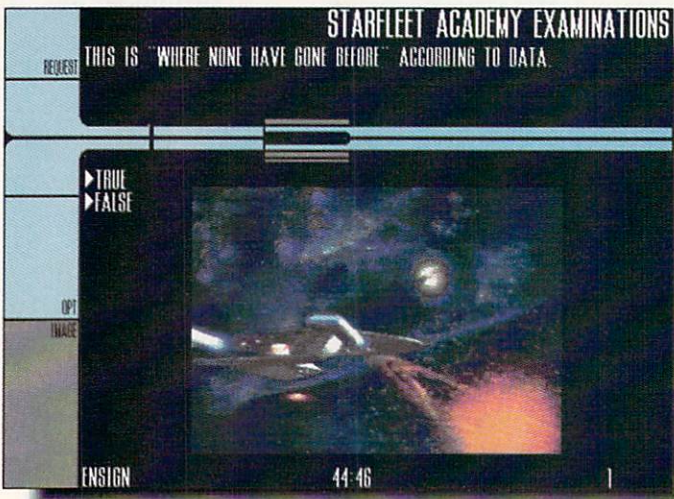 STARFLEET ACADEMY EXAMINATIONS
REQUEST
THIS IS "WHERE NONE HAVE GONE BEFORE" ACCORDING TO DATA.
TRUE
FALSE
OPT
IMAGE
ENSIGN
44:46
1